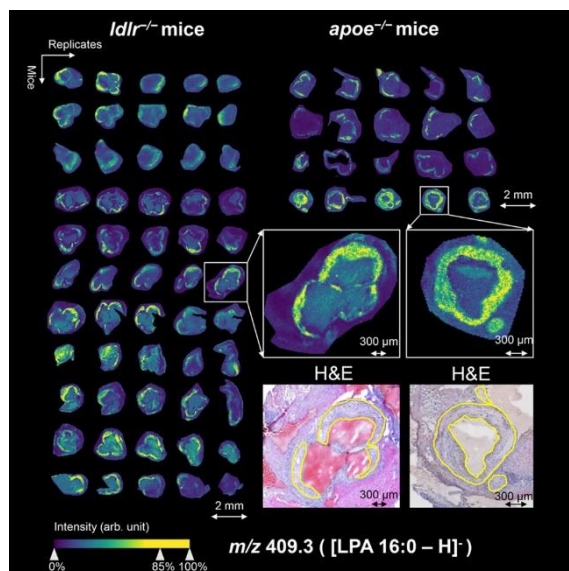 ldlr–/– mice
apoe–/– mice
Replicates
Mice
2 mm
300 µm
300 µm
H&E
H&E
300 µm
300 µm
2 mm
Intensity (arb. unit)
0%
85%
100%
m/z 409.3 ( [LPA 16:0 – H]-)